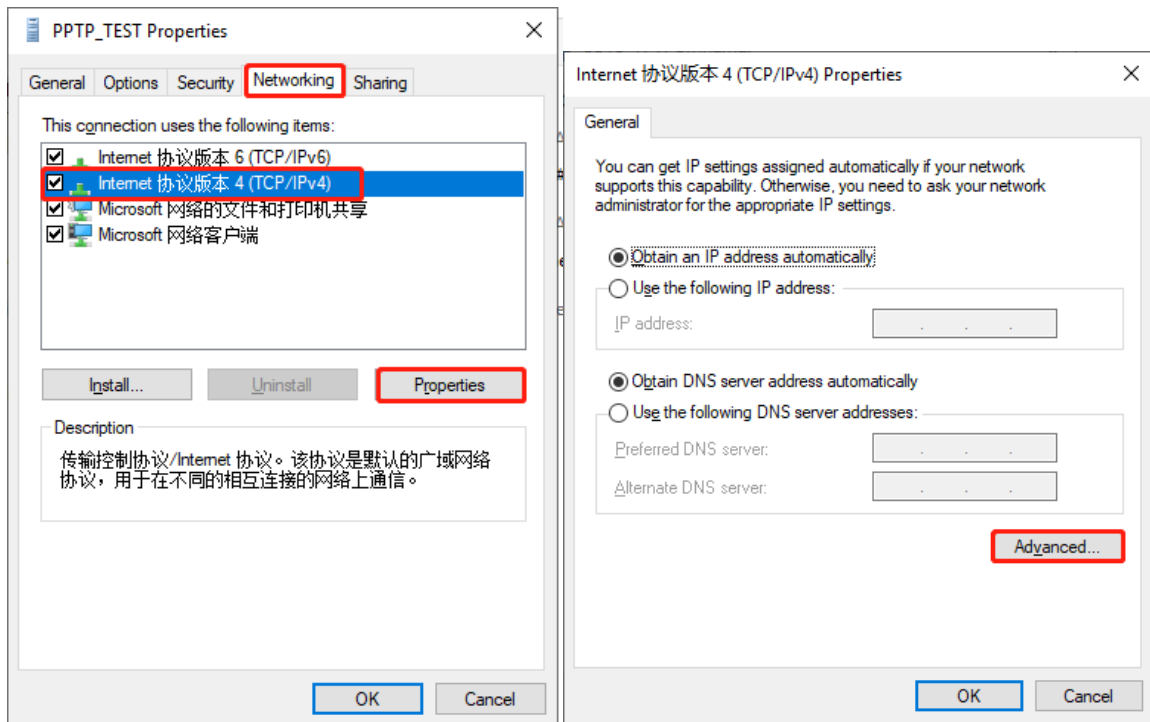 PPTP_TEST Properties
General Options Security Networking Sharing
This connection uses the following items:
Internet 协议版本 6 (TCP/IPv6)
Internet 协议版本 4 (TCP/IPv4)
Microsoft 网络的文件和打印机共享
Microsoft 网络客户端
Install... Uninstall Properties
Description
传输控制协议/Internet 协议。该协议是默认的广域网络
协议，用于在不同的相互连接的网络上通信。
OK Cancel
Internet 协议版本 4 (TCP/IPv4) Properties
General
You can get IP settings assigned automatically if your network
supports this capability. Otherwise, you need to ask your network
administrator for the appropriate IP settings.
Obtain an IP address automatically
Use the following IP address:
IP address: . . .
Obtain DNS server address automatically
Use the following DNS server addresses:
Preferred DNS server: . . .
Alternate DNS server: . . .
Advanced...
OK Cancel